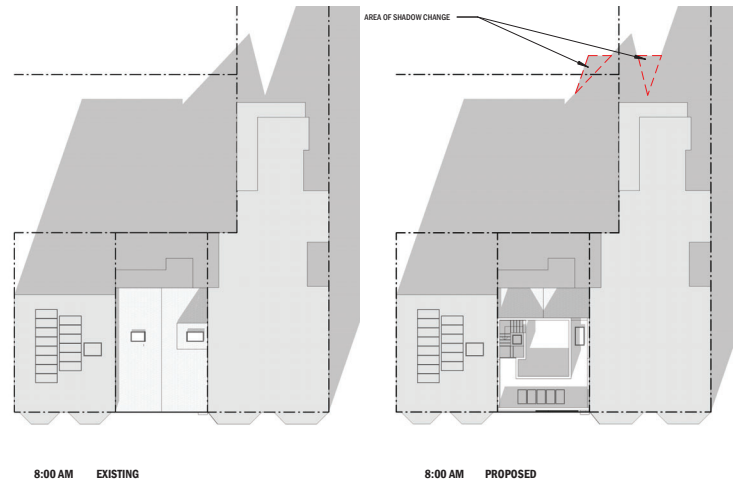 AREA OF SHADOW CHANGE
8:00 AM EXISTING
8:00 AM PROPOSED